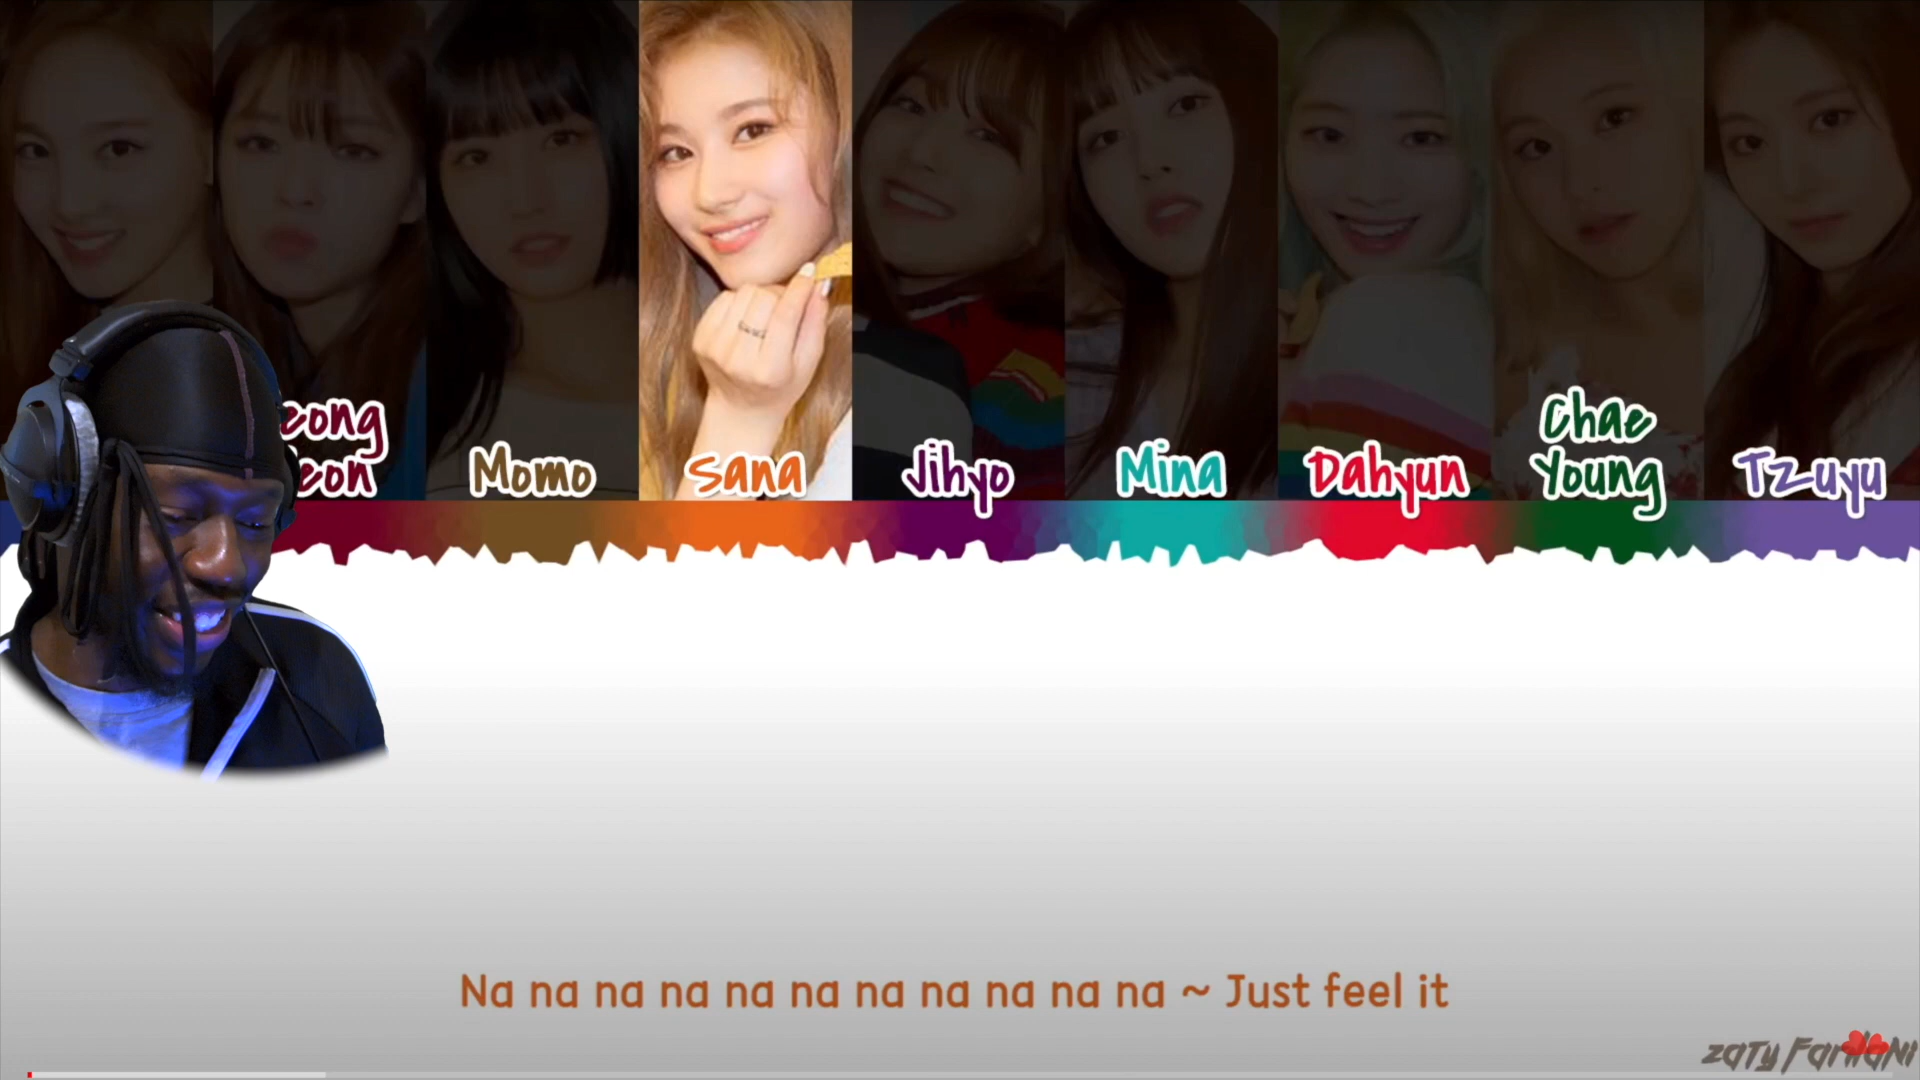 eong
eon
Momo
Sana
Jihyo
Mina
Dahyun
Chae
Young
Tzuyu
Na na na na na na na na na na na ~ Just feel it